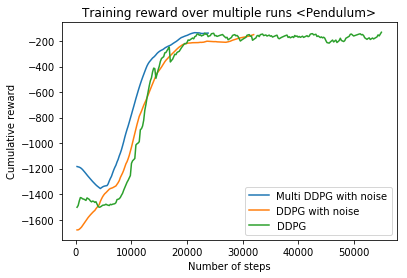 Training reward over multiple runs <Pendulum>
Cumulative reward
−200
−400
−600
−800
−1000
−1200
−1400
−1600
0
10000
20000
30000
40000
50000
Number of steps
Multi DDPG with noise
DDPG with noise
DDPG